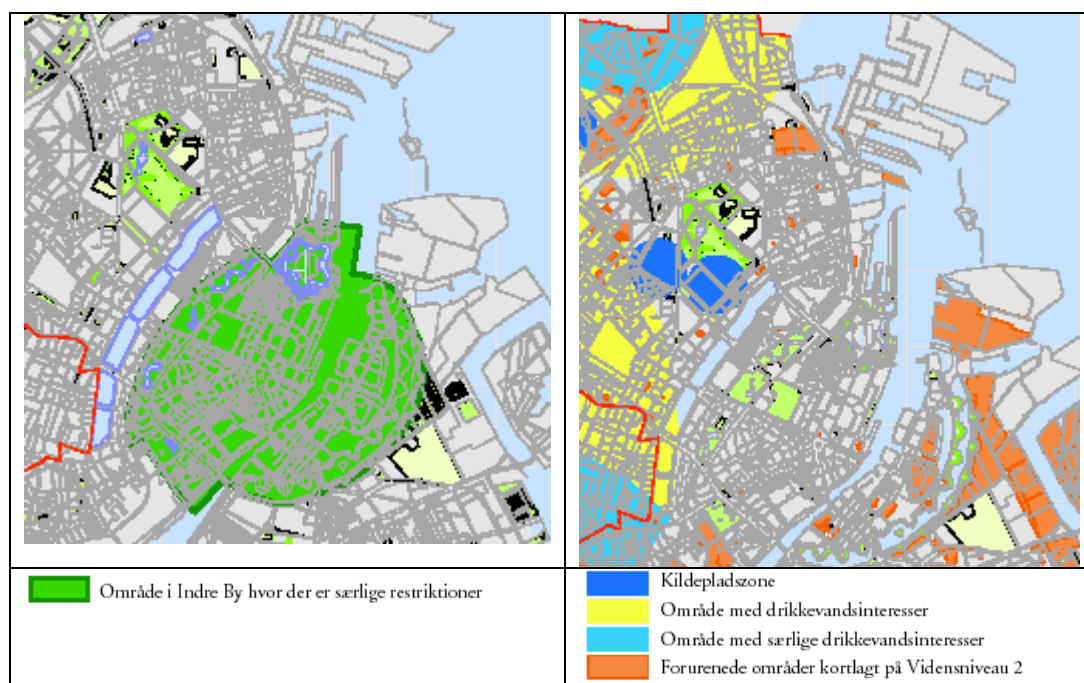 Område i Indre By hvor der er særlige restriktioner
Kildepladszone
Område med drikkevandsinteresser
Område med særlige drikkevandsinteresser
Forurenede områder kortlagt på Vidensniveau 2